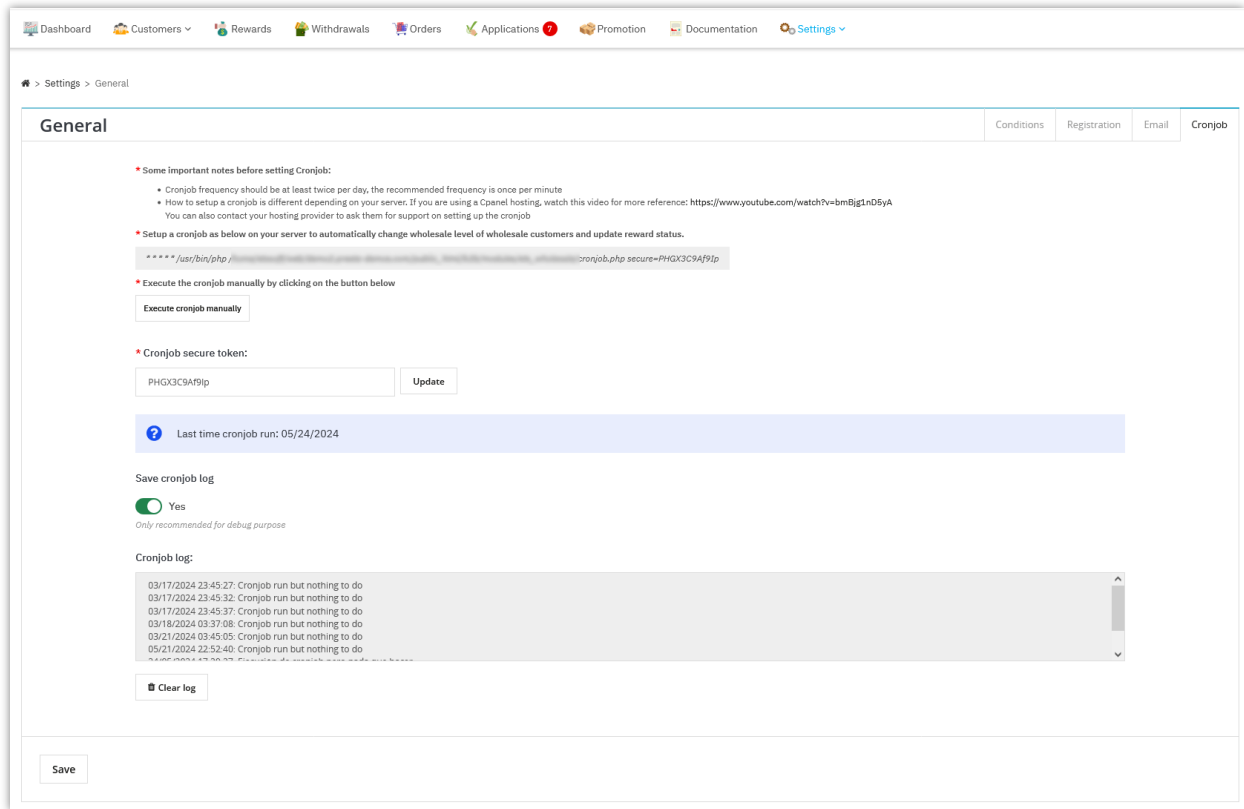 Dashboard Customers Rewards Withdrawals Orders Applications 7 Promotion Documentation Settings
> Settings > General
General Conditions Registration Email Cronjob
* Some important notes before setting Cronjob:
• Cronjob frequency should be at least twice per day, the recommended frequency is once per minute
• How to setup a cronjob is different depending on your server. If you are using a Cpanel hosting, watch this video for more reference: https://www.youtube.com/watch?v=bmBjg1nD5yA
You can also contact your hosting provider to ask them for support on setting up the cronjob
* Setup a cronjob as below on your server to automatically change wholesale level of wholesale customers and update reward status.
* * * * * /usr/bin/php / /cronjob.php secure=PHGX3C9Af9Ip
* Execute the cronjob manually by clicking on the button below
Execute cronjob manually
* Cronjob secure token:
PHGX3C9Af9Ip Update
? Last time cronjob run: 05/24/2024
Save cronjob log
Yes
Only recommended for debug purpose
Cronjob log:
03/17/2024 23:45:27: Cronjob run but nothing to do
03/17/2024 23:45:32: Cronjob run but nothing to do
03/17/2024 23:45:37: Cronjob run but nothing to do
03/18/2024 03:37:08: Cronjob run but nothing to do
03/21/2024 03:45:05: Cronjob run but nothing to do
05/21/2024 22:52:40: Cronjob run but nothing to do
Clear log
Save